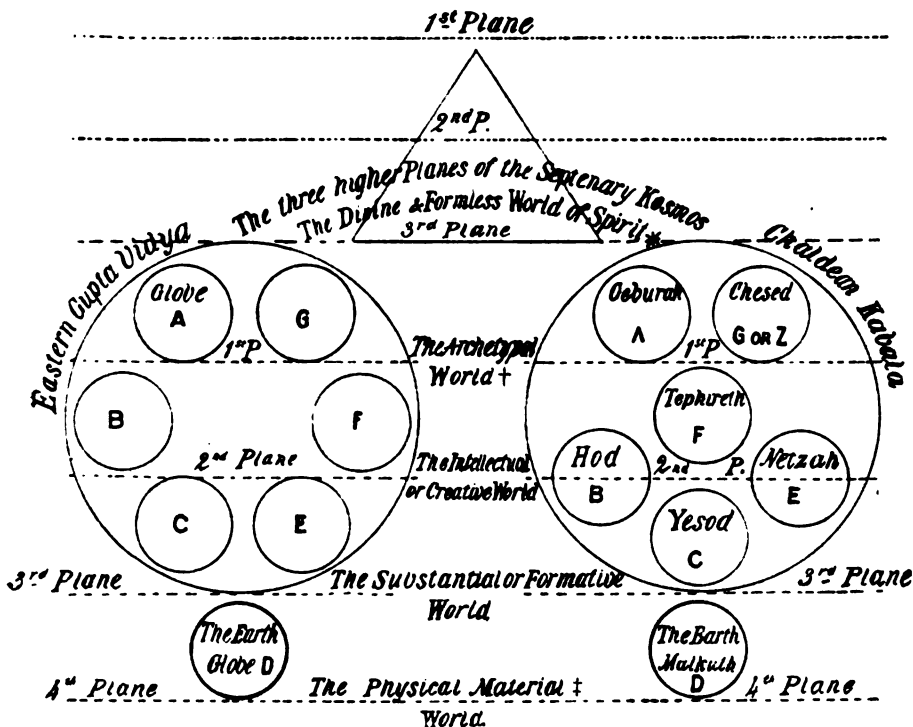 1st Plane
2nd P.
The three higher Planes of the Septenary Kosmos
The Divine & Formless World of Spirit*
3rd Plane
Eastern Gupta Vidya
Chaldean Kabala
Globe
A
G
1st P
The Archetypal
World †
Geburah
A
Chesed
G OR Z
1st P
B
F
Tephireth
F
2nd Plane
The Intellectual
or Creative World
Hod
B
2nd P.
Netzah
E
C
E
Yesod
C
3rd Plane
The Substantial or Formative
World
3rd Plane
The Earth
Globe D
The Earth
Malkuth
D
4th Plane
The Physical Material ‡
World.
4th Plane